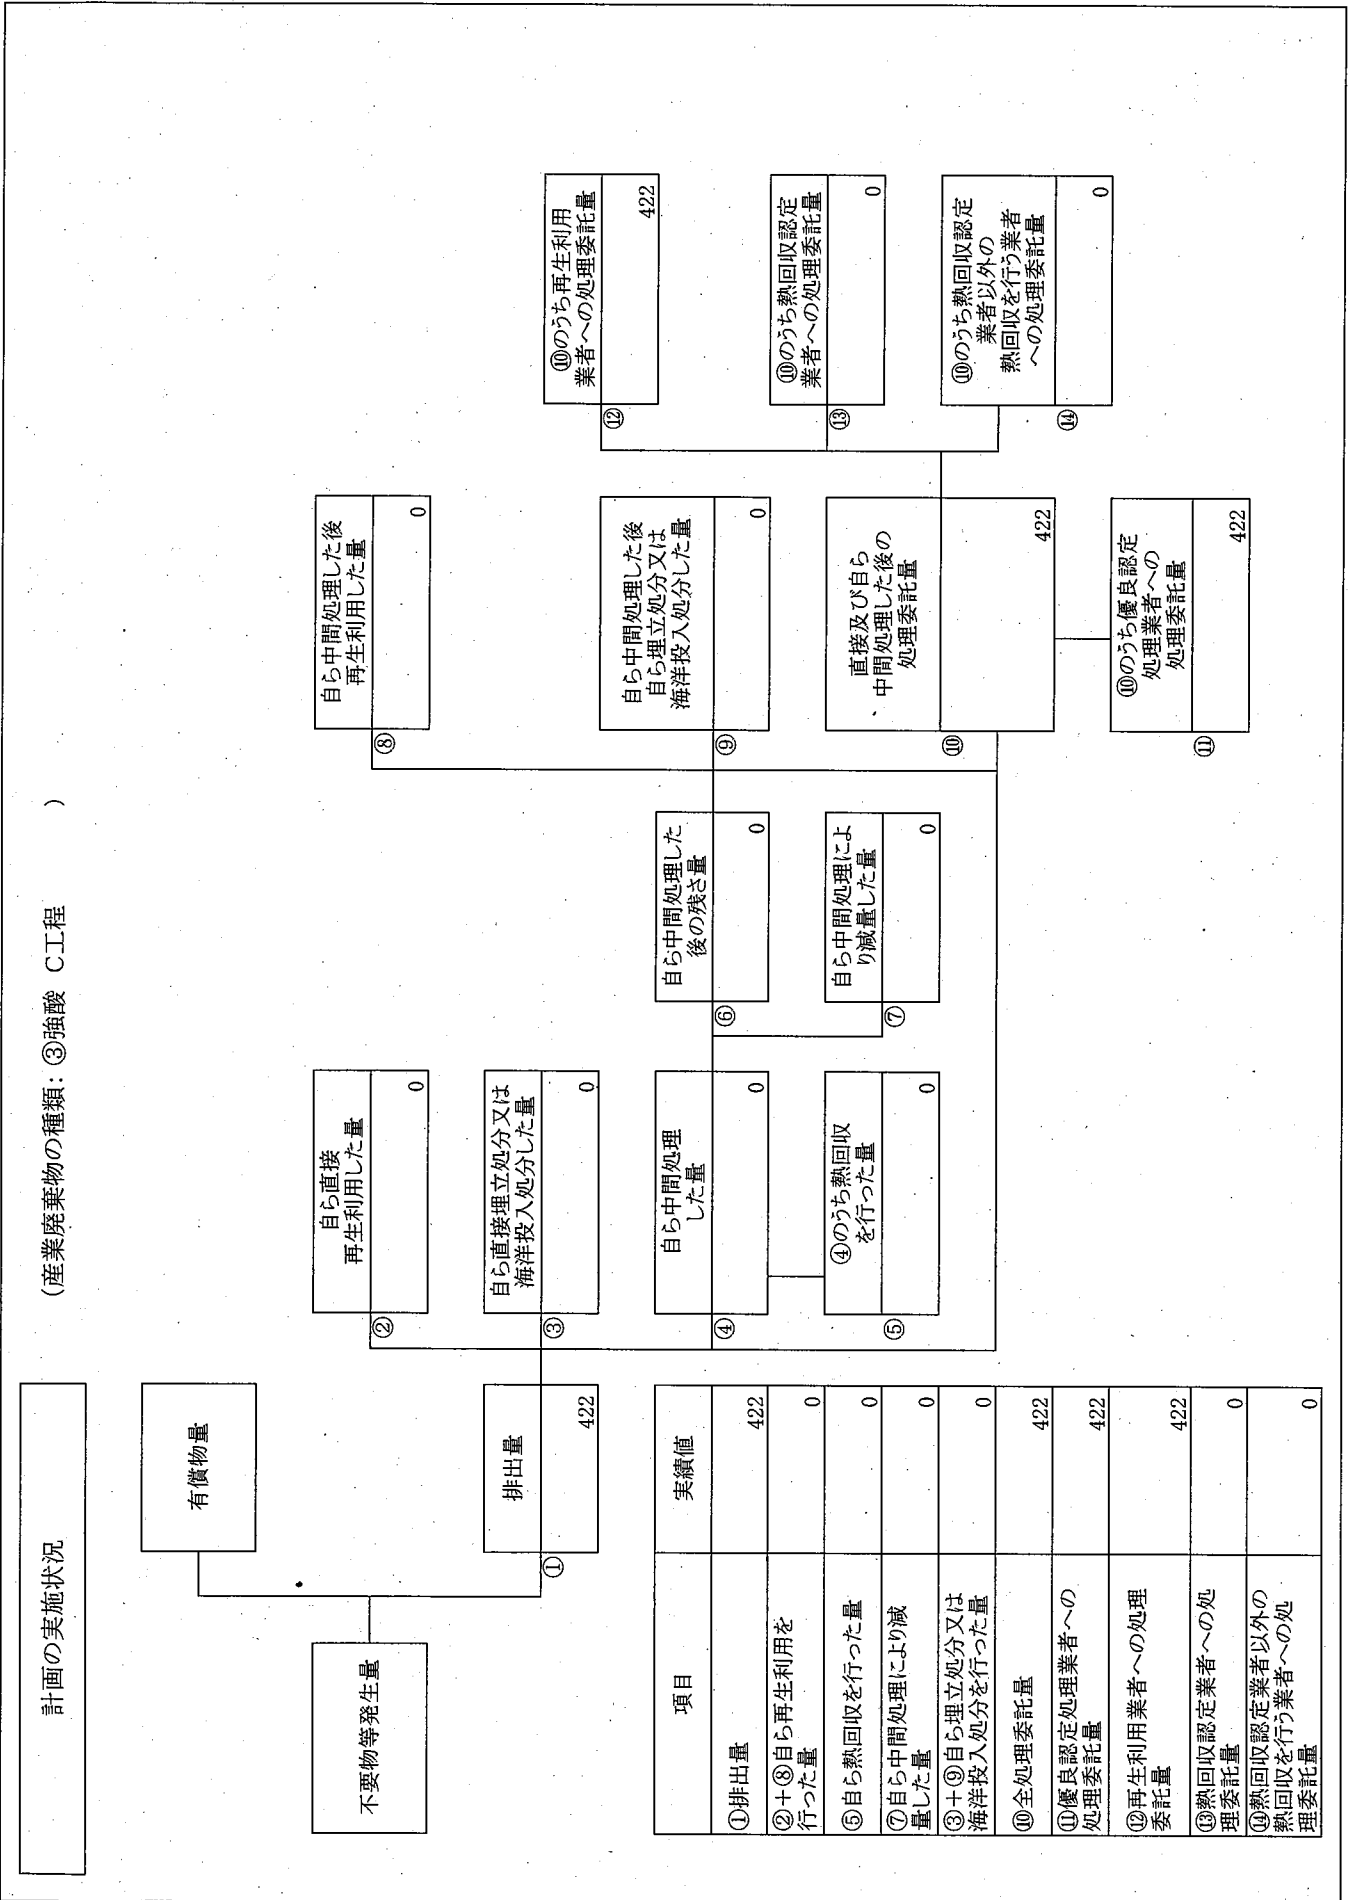 計画の実施状況
(産業廃棄物の種類：③強酸 C工程 )
不要物等発生量
有償物量
排出量
①
422
②
自ら直接
再生利用した量
0
③
自ら直接埋立処分又は
海洋投入処分した量
0
④
自ら中間処理
した量
0
⑤
④のうち熱回収
を行った量
0
⑥
自ら中間処理した
後の残さ量
0
⑦
自ら中間処理によ
り減量した量
0
⑧
自ら中間処理した後
再生利用した量
0
⑨
自ら中間処理した後
自ら埋立処分又は
海洋投入処分した量
0
⑩
直接及び自ら
中間処理した後の
処理委託量
422
⑪
⑩のうち優良認定
処理業者への
処理委託量
422
⑫
⑩のうち再生利用
業者への処理委託量
422
⑬
⑩のうち熱回収認定
業者への処理委託量
0
⑭
⑩のうち熱回収認定
業者以外の
熱回収を行う業者
への処理委託量
0
項目 実績値
①排出量 422
②＋⑧自ら再生利用を
行った量 0
⑤自ら熱回収を行った量 0
⑦自ら中間処理により減
量した量 0
③＋⑨自ら埋立処分又は
海洋投入処分を行った量 0
⑩全処理委託量 422
⑪優良認定処理業者への
処理委託量 422
⑫再生利用業者への処理
委託量 422
⑬熱回収認定業者への処
理委託量 0
⑭熱回収認定業者以外の
熱回収を行う業者への処
理委託量 0